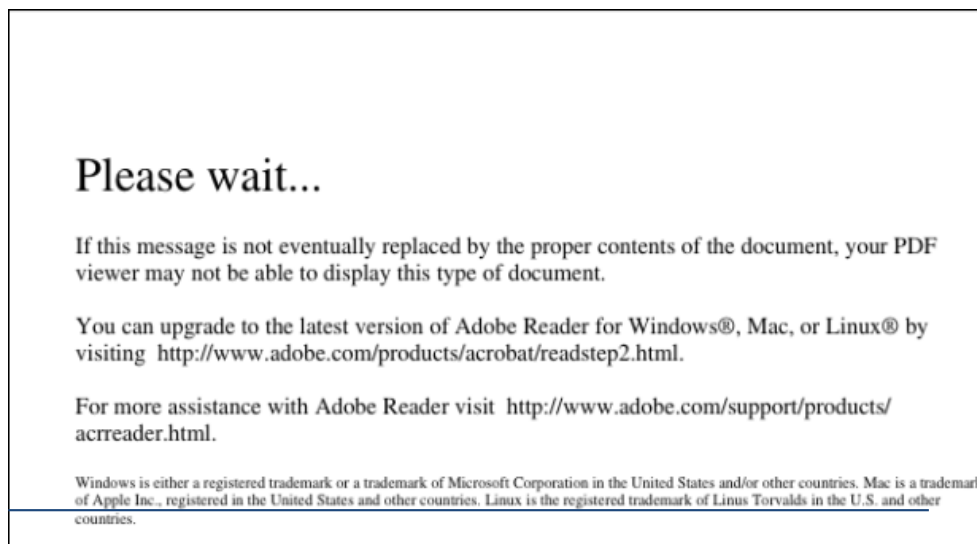 Please wait...
If this message is not eventually replaced by the proper contents of the document, your PDF
viewer may not be able to display this type of document.
You can upgrade to the latest version of Adobe Reader for Windows®, Mac, or Linux® by
visiting  http://www.adobe.com/products/acrobat/readstep2.html.
For more assistance with Adobe Reader visit  http://www.adobe.com/support/products/
acrreader.html.
Windows is either a registered trademark or a trademark of Microsoft Corporation in the United States and/or other countries. Mac is a trademark
of Apple Inc., registered in the United States and other countries. Linux is the registered trademark of Linus Torvalds in the U.S. and other
countries.